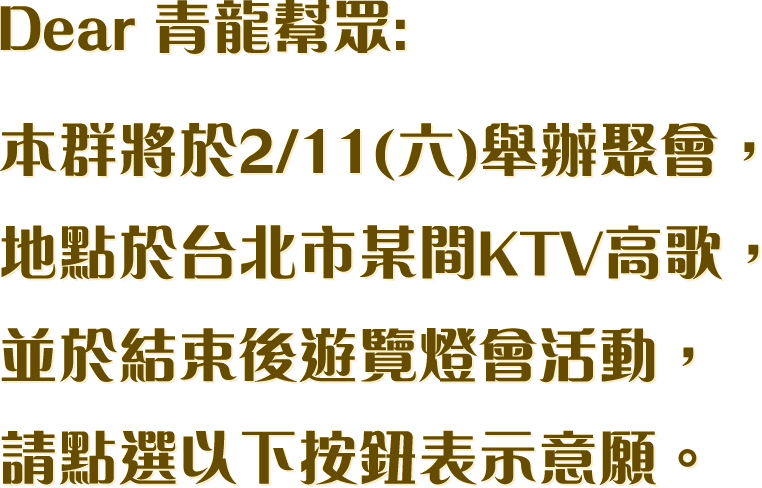 Dear 青龍幫眾:
本群將於2/11(六)舉辦聚會，
地點於台北市某間KTV高歌，
並於結束後遊覽燈會活動，
請點選以下按鈕表示意願。